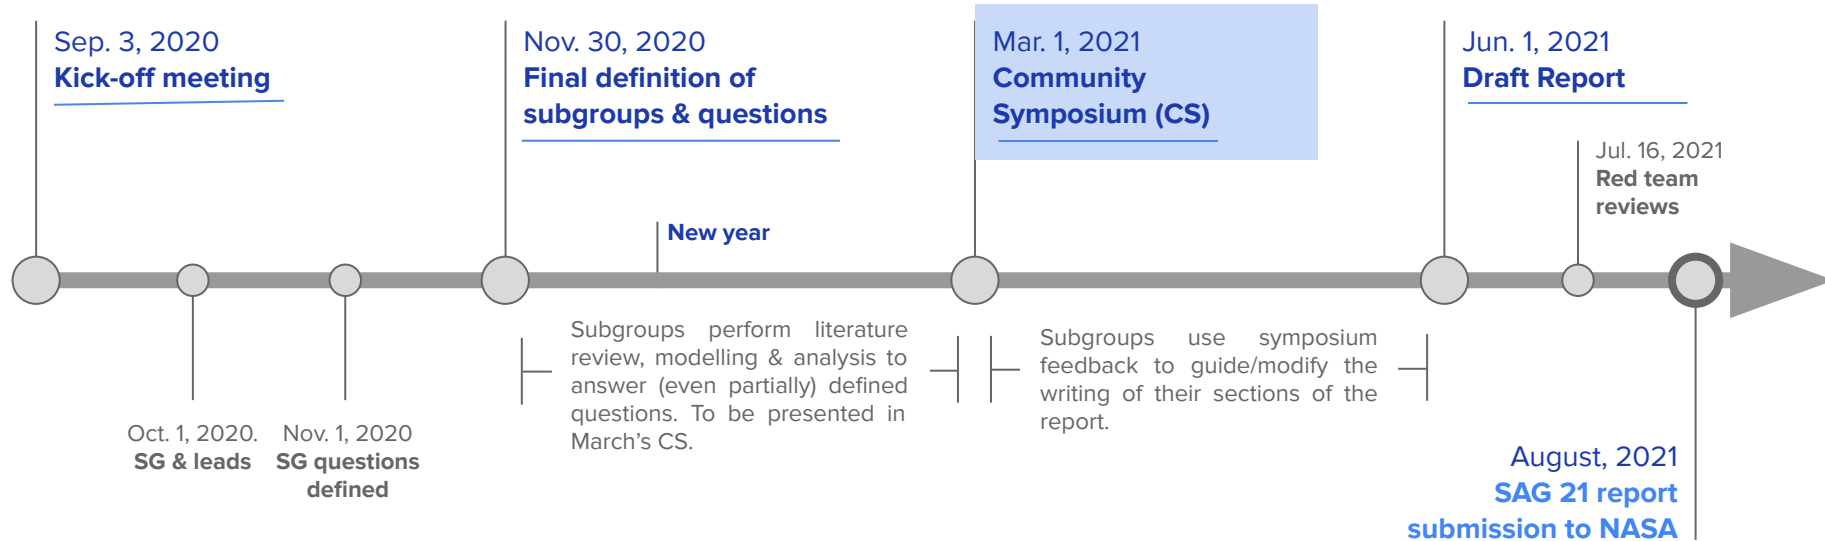 Sep. 3, 2020
Kick-off meeting
Nov. 30, 2020
Final definition of
subgroups & questions
Mar. 1, 2021
Community
Symposium (CS)
Jun. 1, 2021
Draft Report
Jul. 16, 2021
Red team
reviews
New year
Subgroups perform literature
review, modelling & analysis to
answer (even partially) defined
questions. To be presented in
March's CS.
Subgroups use symposium
feedback to guide/modify the
writing of their sections of the
report.
Oct. 1, 2020.
SG & leads
Nov. 1, 2020
SG questions
defined
August, 2021
SAG 21 report
submission to NASA